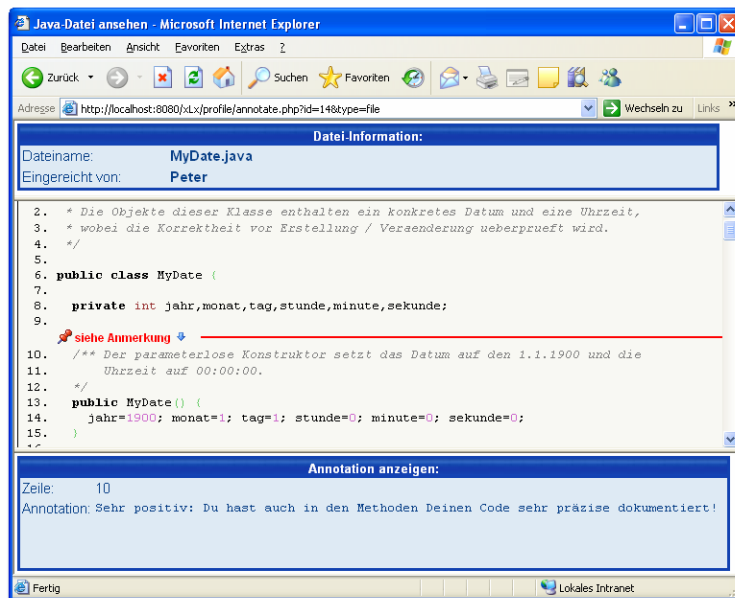 Java-Datei ansehen - Microsoft Internet Explorer
Datei Bearbeiten Ansicht Favoriten Extras ?
Zurück Suchen Favoriten
Adresse http://localhost:8080/xLx/profile/annotate.php?id=14&type=file Wechseln zu Links »
Datei-Information:
Dateiname: MyDate.java
Eingereicht von: Peter
2. * Die Objekte dieser Klasse enthalten ein konkretes Datum und eine Uhrzeit,
3. * wobei die Korrektheit vor Erstellung / Veraenderung ueberprueft wird.
4. */
5.
6. public class MyDate {
7.
8. private int jahr,monat,tag,stunde,minute,sekunde;
9.
siehe Anmerkung
10. /** Der parameterlose Konstruktor setzt das Datum auf den 1.1.1900 und die
11. Uhrzeit auf 00:00:00.
12. */
13. public MyDate() {
14. jahr=1900; monat=1; tag=1; stunde=0; minute=0; sekunde=0;
15. }
Annotation anzeigen:
Zeile: 10
Annotation: Sehr positiv: Du hast auch in den Methoden Deinen Code sehr präzise dokumentiert!
Fertig Lokales Intranet